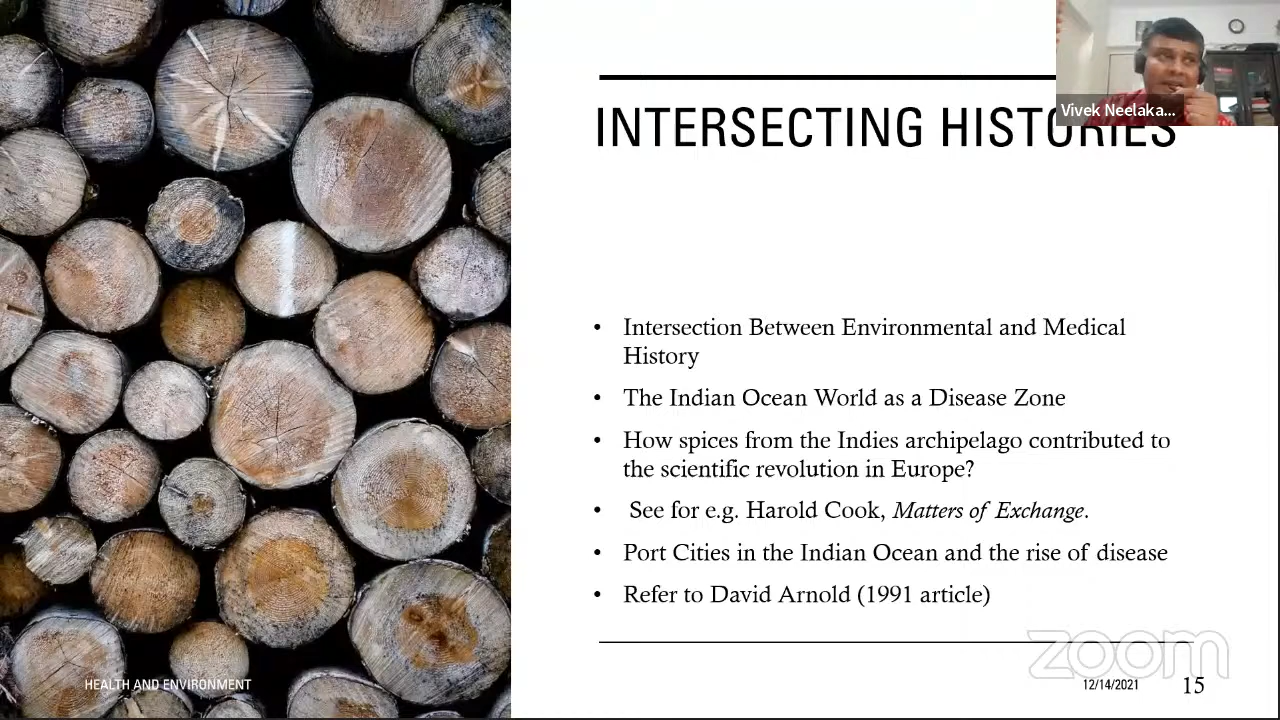 Vivek Neelaka...
INTERSECTING HISTORIES
• Intersection Between Environmental and Medical
History
• The Indian Ocean World as a Disease Zone
• How spices from the Indies archipelago contributed to
the scientific revolution in Europe?
• See for e.g. Harold Cook, Matters of Exchange.
• Port Cities in the Indian Ocean and the rise of disease
• Refer to David Arnold (1991 article)
zoom
HEALTH AND ENVIRONMENT
12/14/2021
15